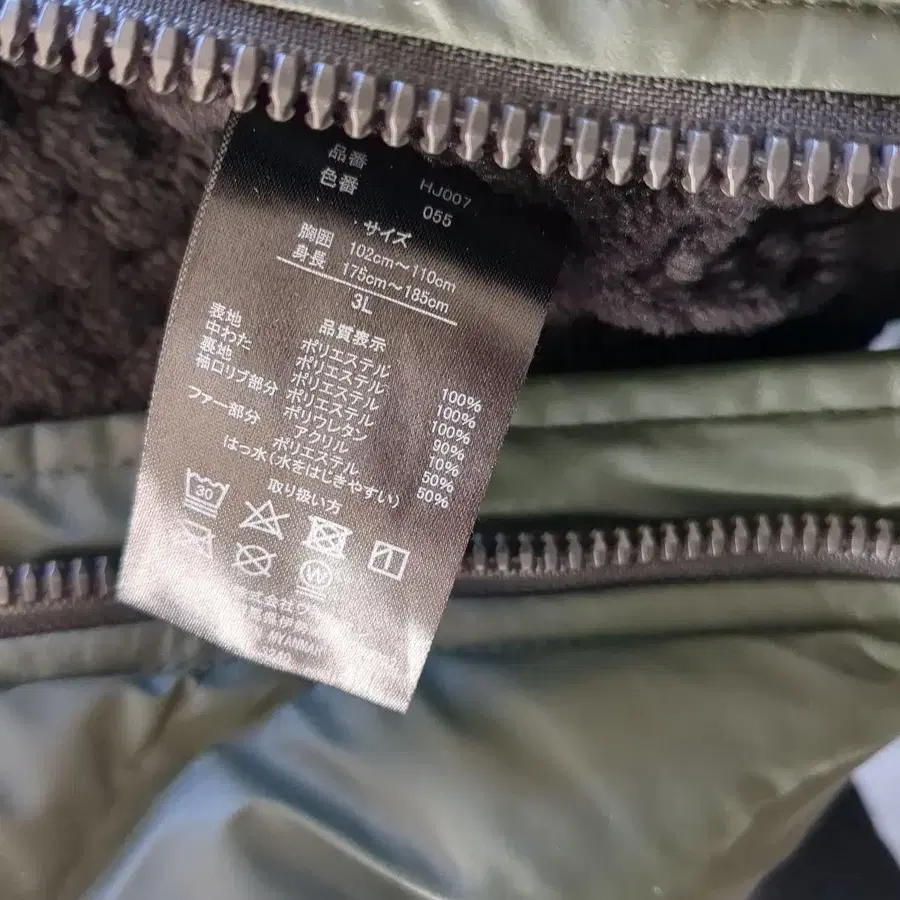 品番 HJ007
色番 055
サイズ
胸囲 102cm～110cm
身長 175cm～185cm
3L
品質表示
表地 ポリエステル 100%
中わた ポリエステル 100%
裏地 ポリエステル 100%
袖口リブ部分 ポリエステル 90%
ポリウレタン 10%
ファー部分 アクリル 50%
ポリエステル 50%
はっ水(水をはじきやすい)
取り扱い方
30
W